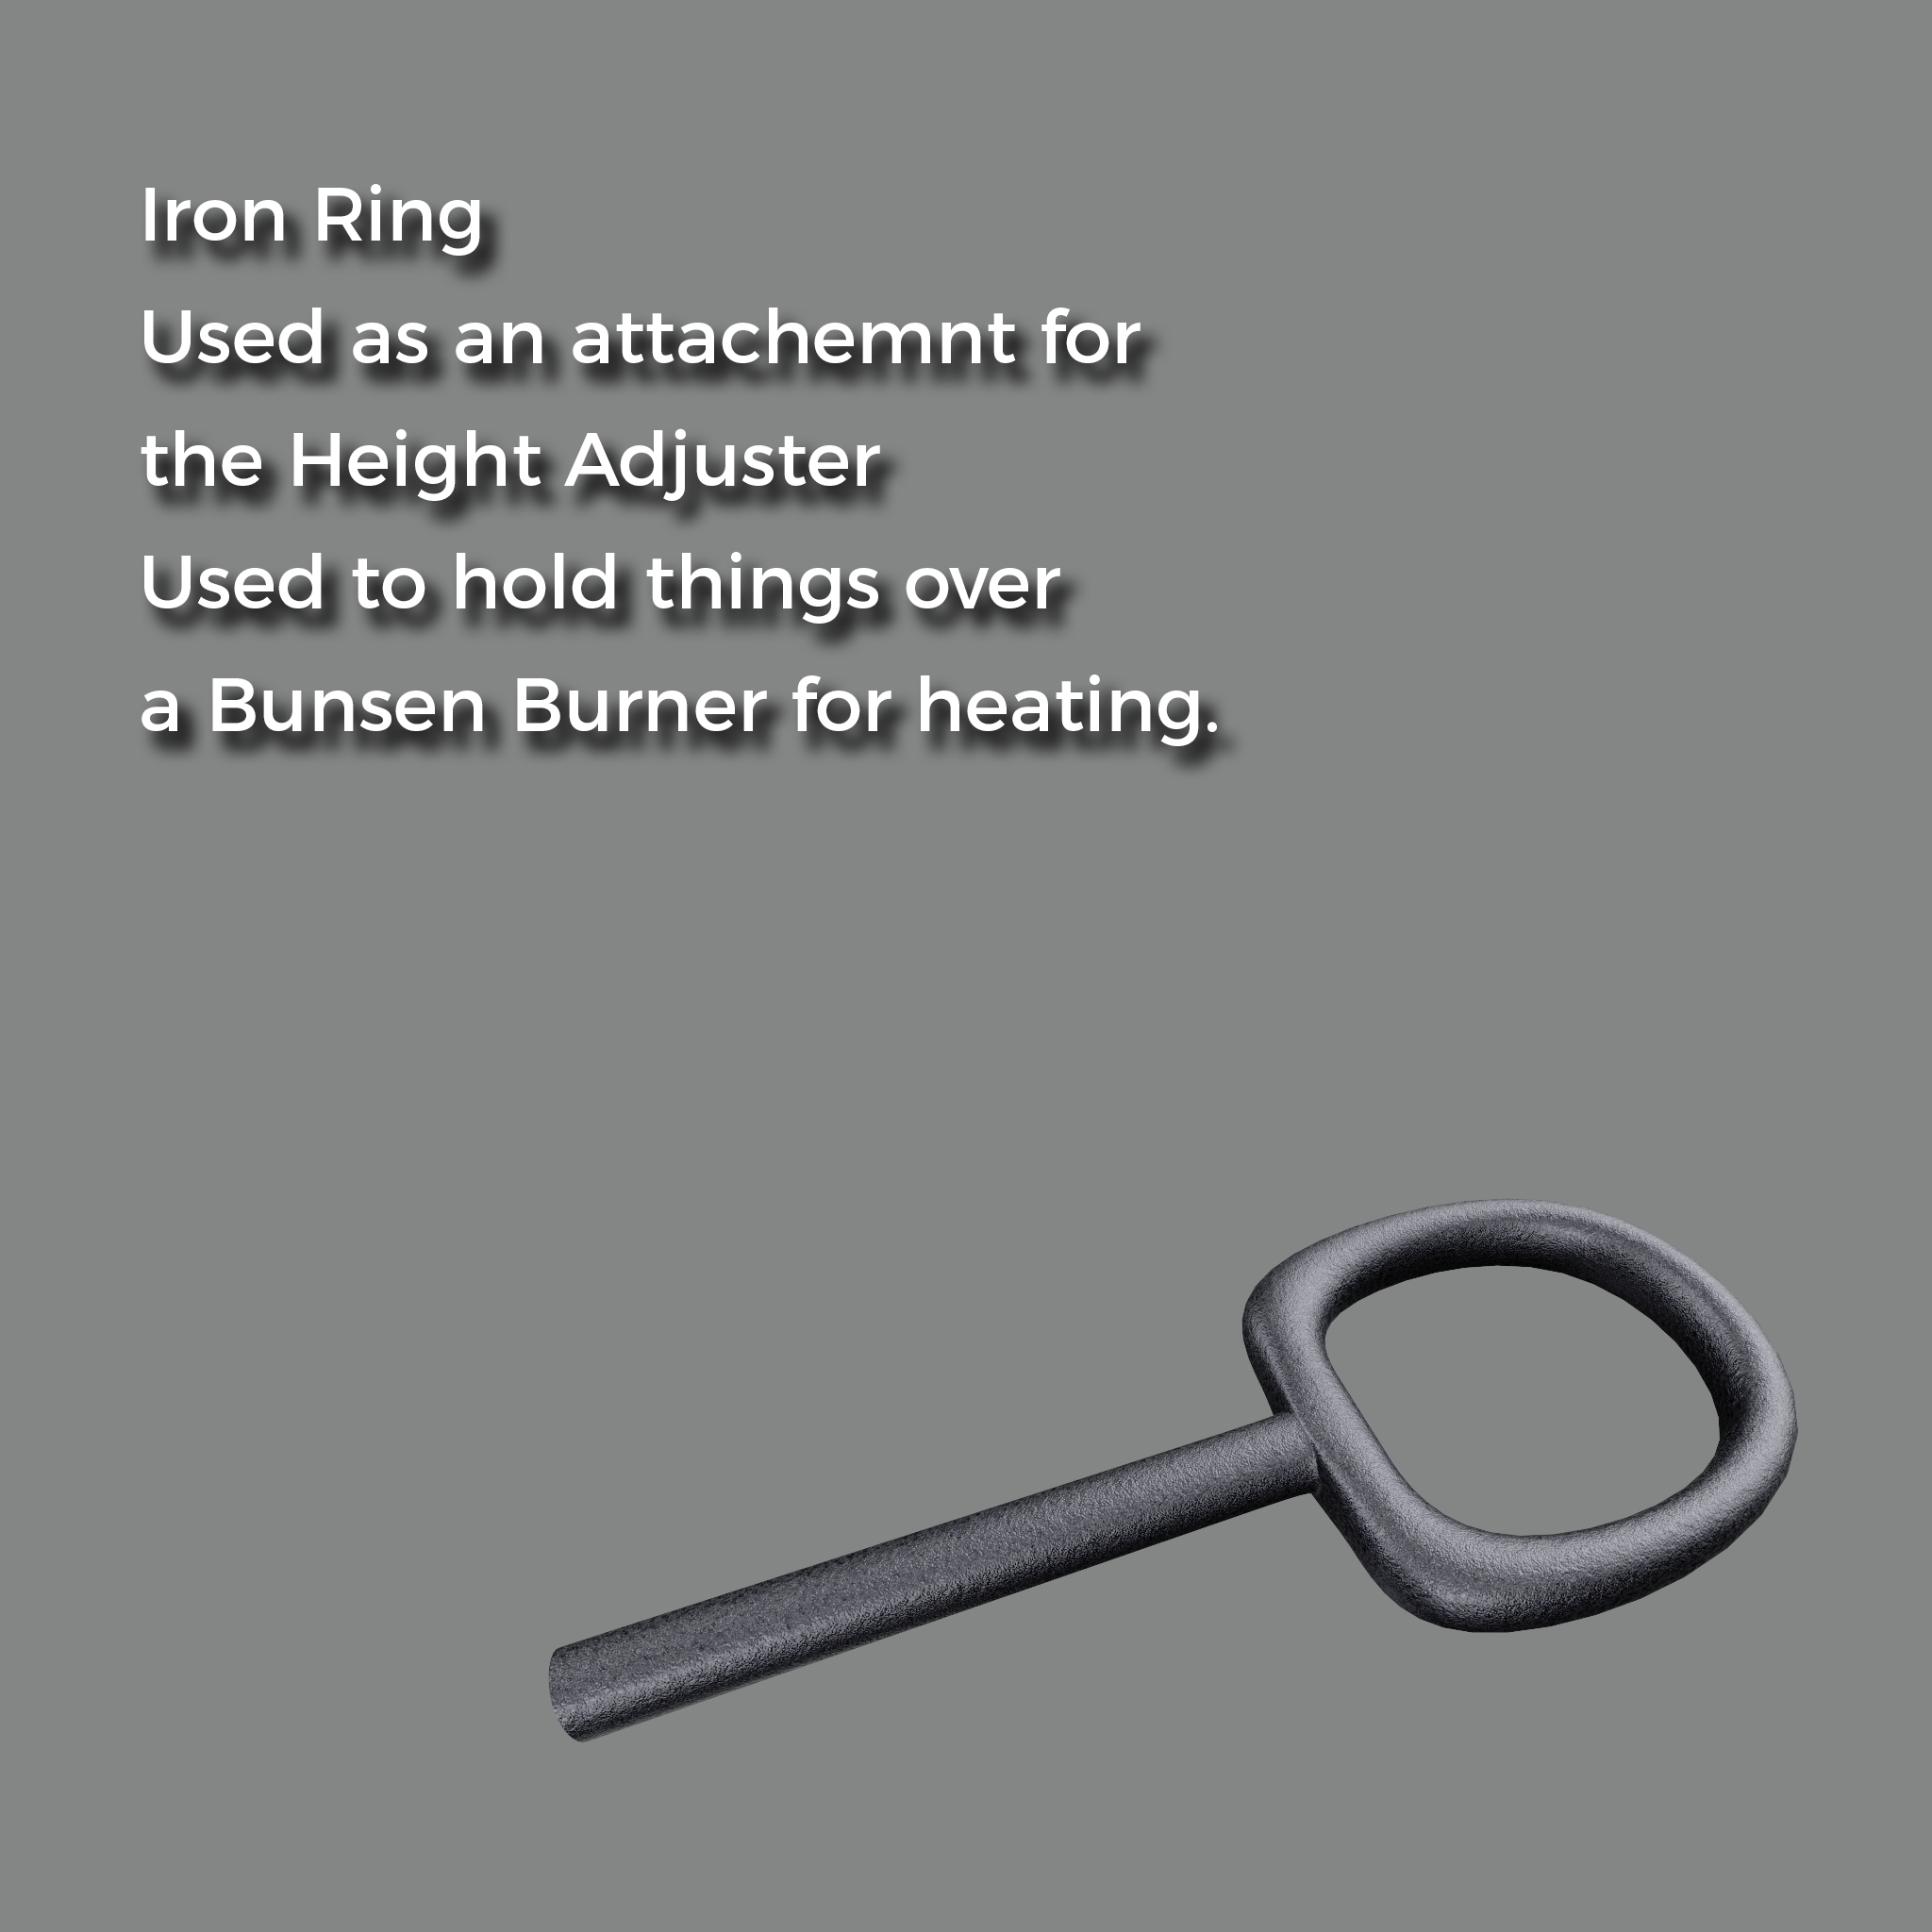 Iron Ring
Used as an attachemnt for
the Height Adjuster
Used to hold things over
a Bunsen Burner for heating.